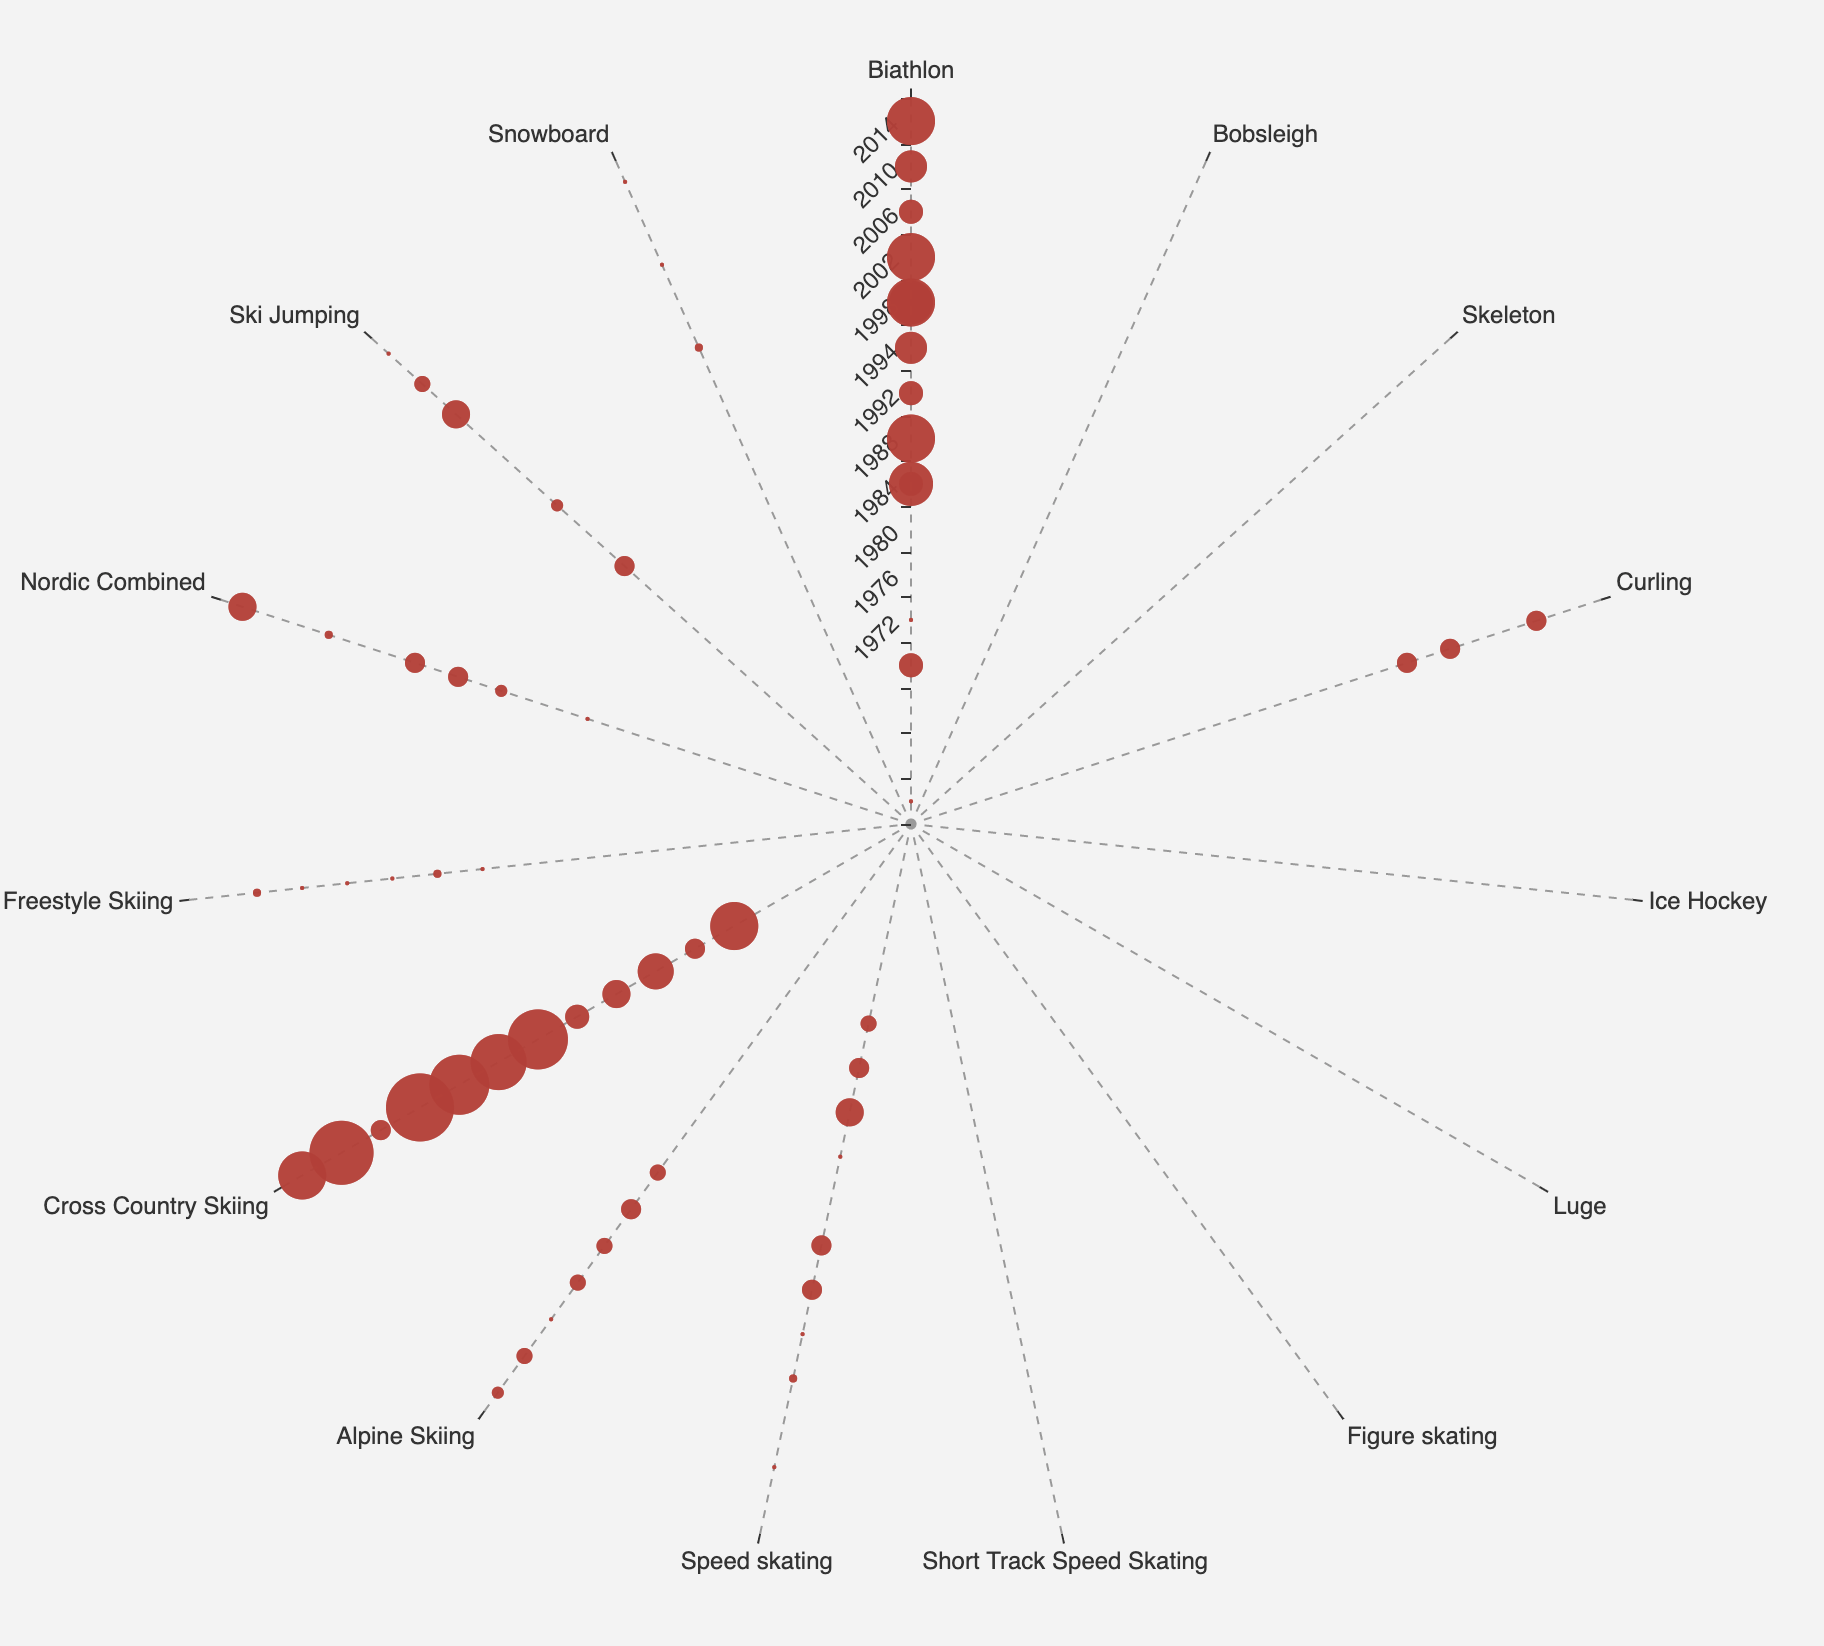 Biathlon
Snowboard
Bobsleigh
2010
2006
Ski Jumping
Skeleton
1994
1992
1984
1980
Nordic Combined
Curling
1976
1972
Freestyle Skiing
Ice Hockey
Cross Country Skiing
Luge
Alpine Skiing
Figure skating
Speed skating
Short Track Speed Skating